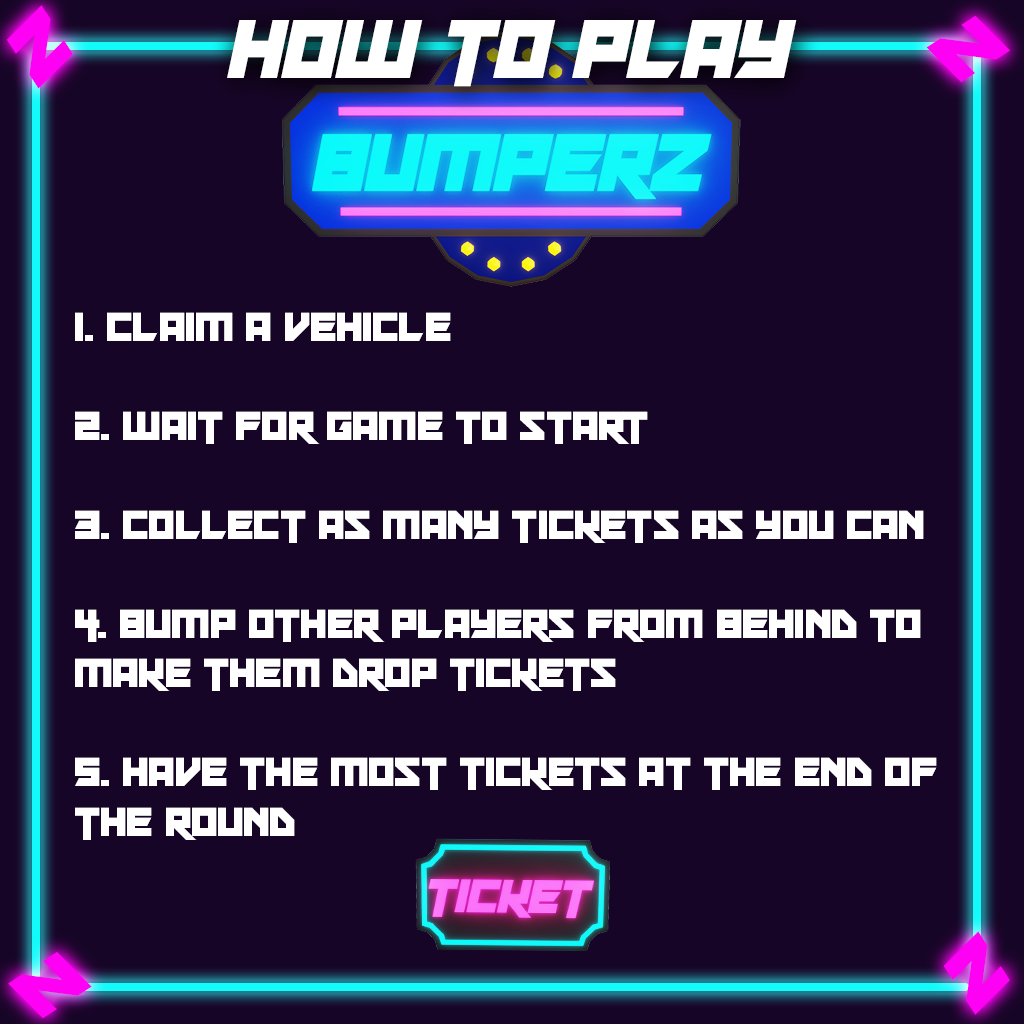 HOW TO PLAY
BUMPERZ
1. CLAIM A VEHICLE
2. WAIT FOR GAME TO START
3. COLLECT AS MANY TICKETS AS YOU CAN
4. BUMP OTHER PLAYERS FROM BEHIND TO
MAKE THEM DROP TICKETS
5. HAVE THE MOST TICKETS AT THE END OF
THE ROUND
TICKET